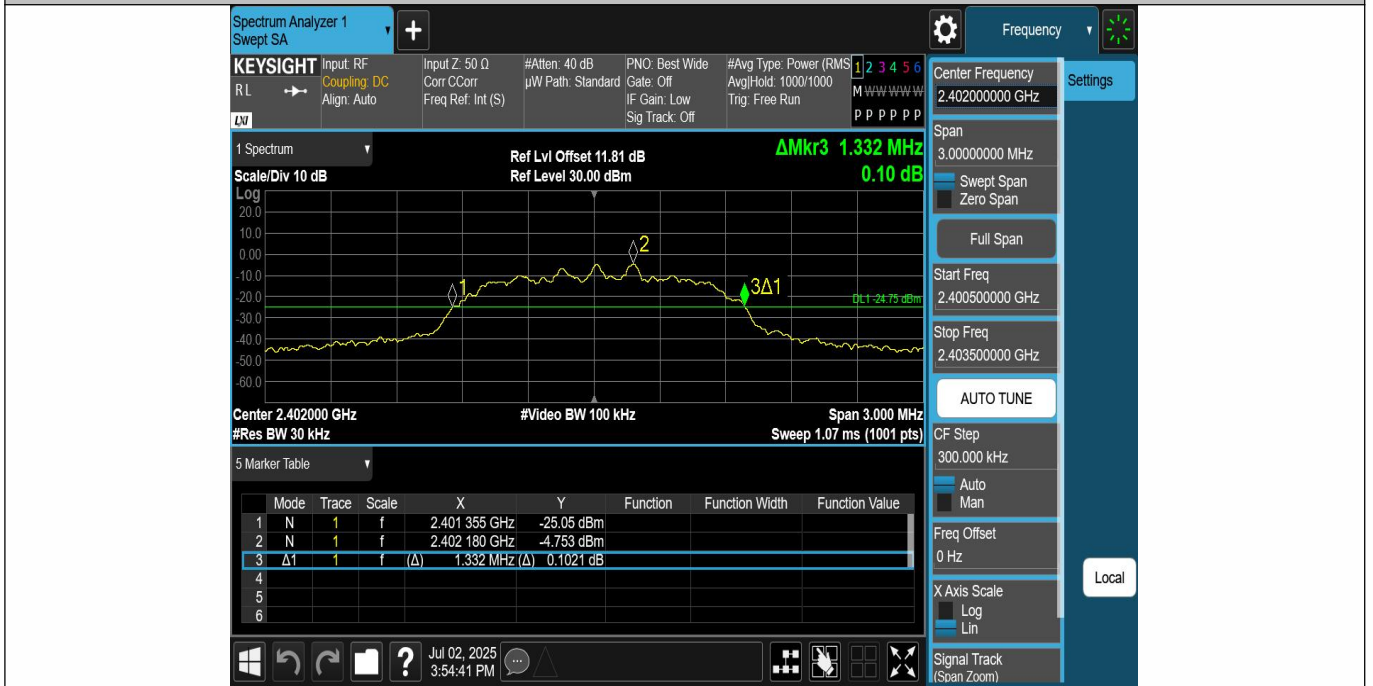 Spectrum Analyzer 1
Swept SA
+
Frequency
KEYSIGHT
RL
LXI
Input: RF
Coupling: DC
Align: Auto
Input Z: 50 Ω
Corr CCorr
Freq Ref: Int (S)
#Atten: 40 dB
µW Path: Standard
PNO: Best Wide
Gate: Off
IF Gain: Low
Sig Track: Off
#Avg Type: Power (RMS
Avg|Hold: 1000/1000
Trig: Free Run
1 2 3 4 5 6
M W W W W W
P P P P P P
Settings
Center Frequency
2.402000000 GHz
Span
3.00000000 MHz
Swept Span
Zero Span
Full Span
Start Freq
2.400500000 GHz
Stop Freq
2.403500000 GHz
AUTO TUNE
CF Step
300.000 kHz
Auto
Man
Freq Offset
0 Hz
X Axis Scale
Log
Lin
Signal Track
(Span Zoom)
Local
1 Spectrum
Scale/Div 10 dB
Ref Lvl Offset 11.81 dB
Ref Level 30.00 dBm
ΔMkr3 1.332 MHz
0.10 dB
Log
20.0
10.0
0.00
-10.0
-20.0
-30.0
-40.0
-50.0
-60.0
1
2
3Δ1
DL1 -24.75 dBm
Center 2.402000 GHz
#Res BW 30 kHz
#Video BW 100 kHz
Span 3.000 MHz
Sweep 1.07 ms (1001 pts)
5 Marker Table
Mode Trace Scale X Y Function Function Width Function Value
1 N 1 f 2.401 355 GHz -25.05 dBm
2 N 1 f 2.402 180 GHz -4.753 dBm
3 Δ1 1 f (Δ) 1.332 MHz (Δ) 0.1021 dB
4
5
6
?
Jul 02, 2025
3:54:41 PM